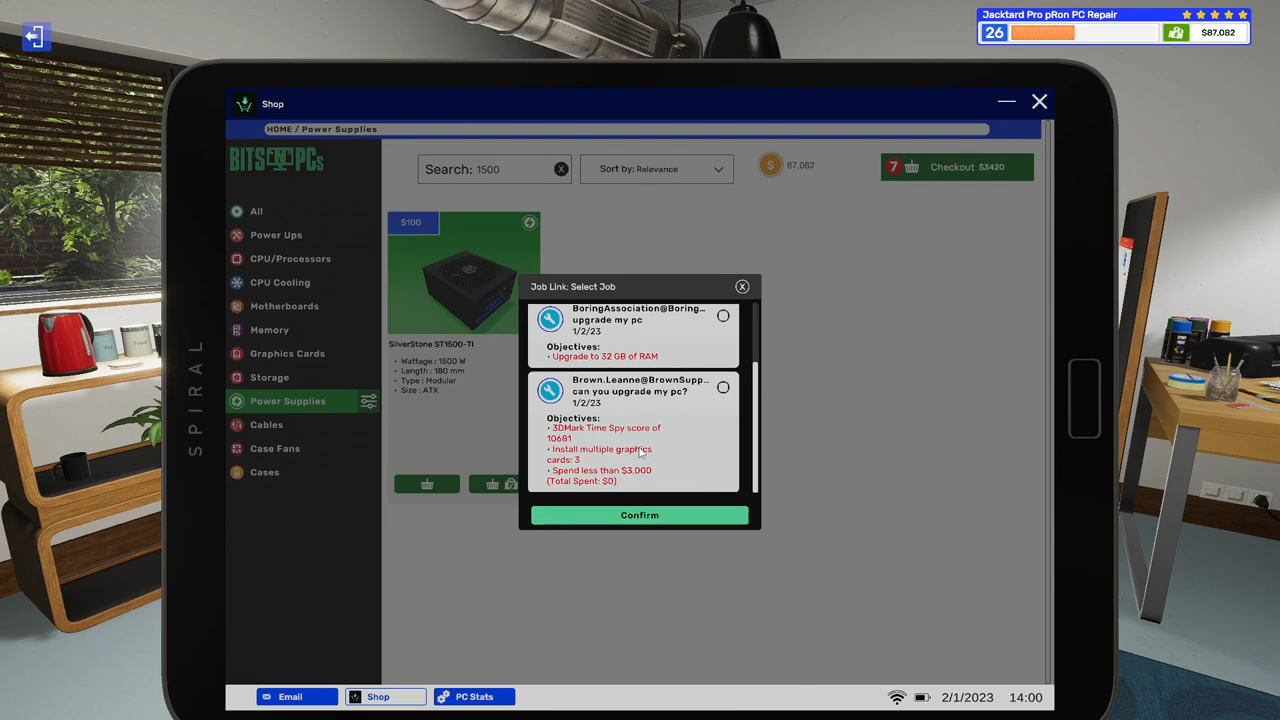 Jacktard Pro pRon PC Repair
26
$87,082
Shop
HOME / Power Supplies
BITS N PCs
Search: 1500
X
Sort by: Relevance
S
87,082
7
Checkout $3420
All
Power Ups
CPU/Processors
CPU Cooling
Motherboards
Memory
Graphics Cards
Storage
Power Supplies
Cables
Case Fans
Cases
$100
SilverStone ST1500-TI
• Wattage : 1500 W
• Length : 180 mm
• Type : Modular
• Size : ATX
Job Link: Select Job
X
BoringAssociation@Boring...
upgrade my pc
1/2/23
Objectives:
• Upgrade to 32 GB of RAM
Brown.Leanne@BrownSupp...
can you upgrade my pc?
1/2/23
Objectives:
• 3DMark Time Spy score of
10681
• Install multiple graphics
cards: 3
• Spend less than $3,000
(Total Spent: $0)
Confirm
SPIRAL
Email
Shop
PC Stats
2/1/2023
14:00